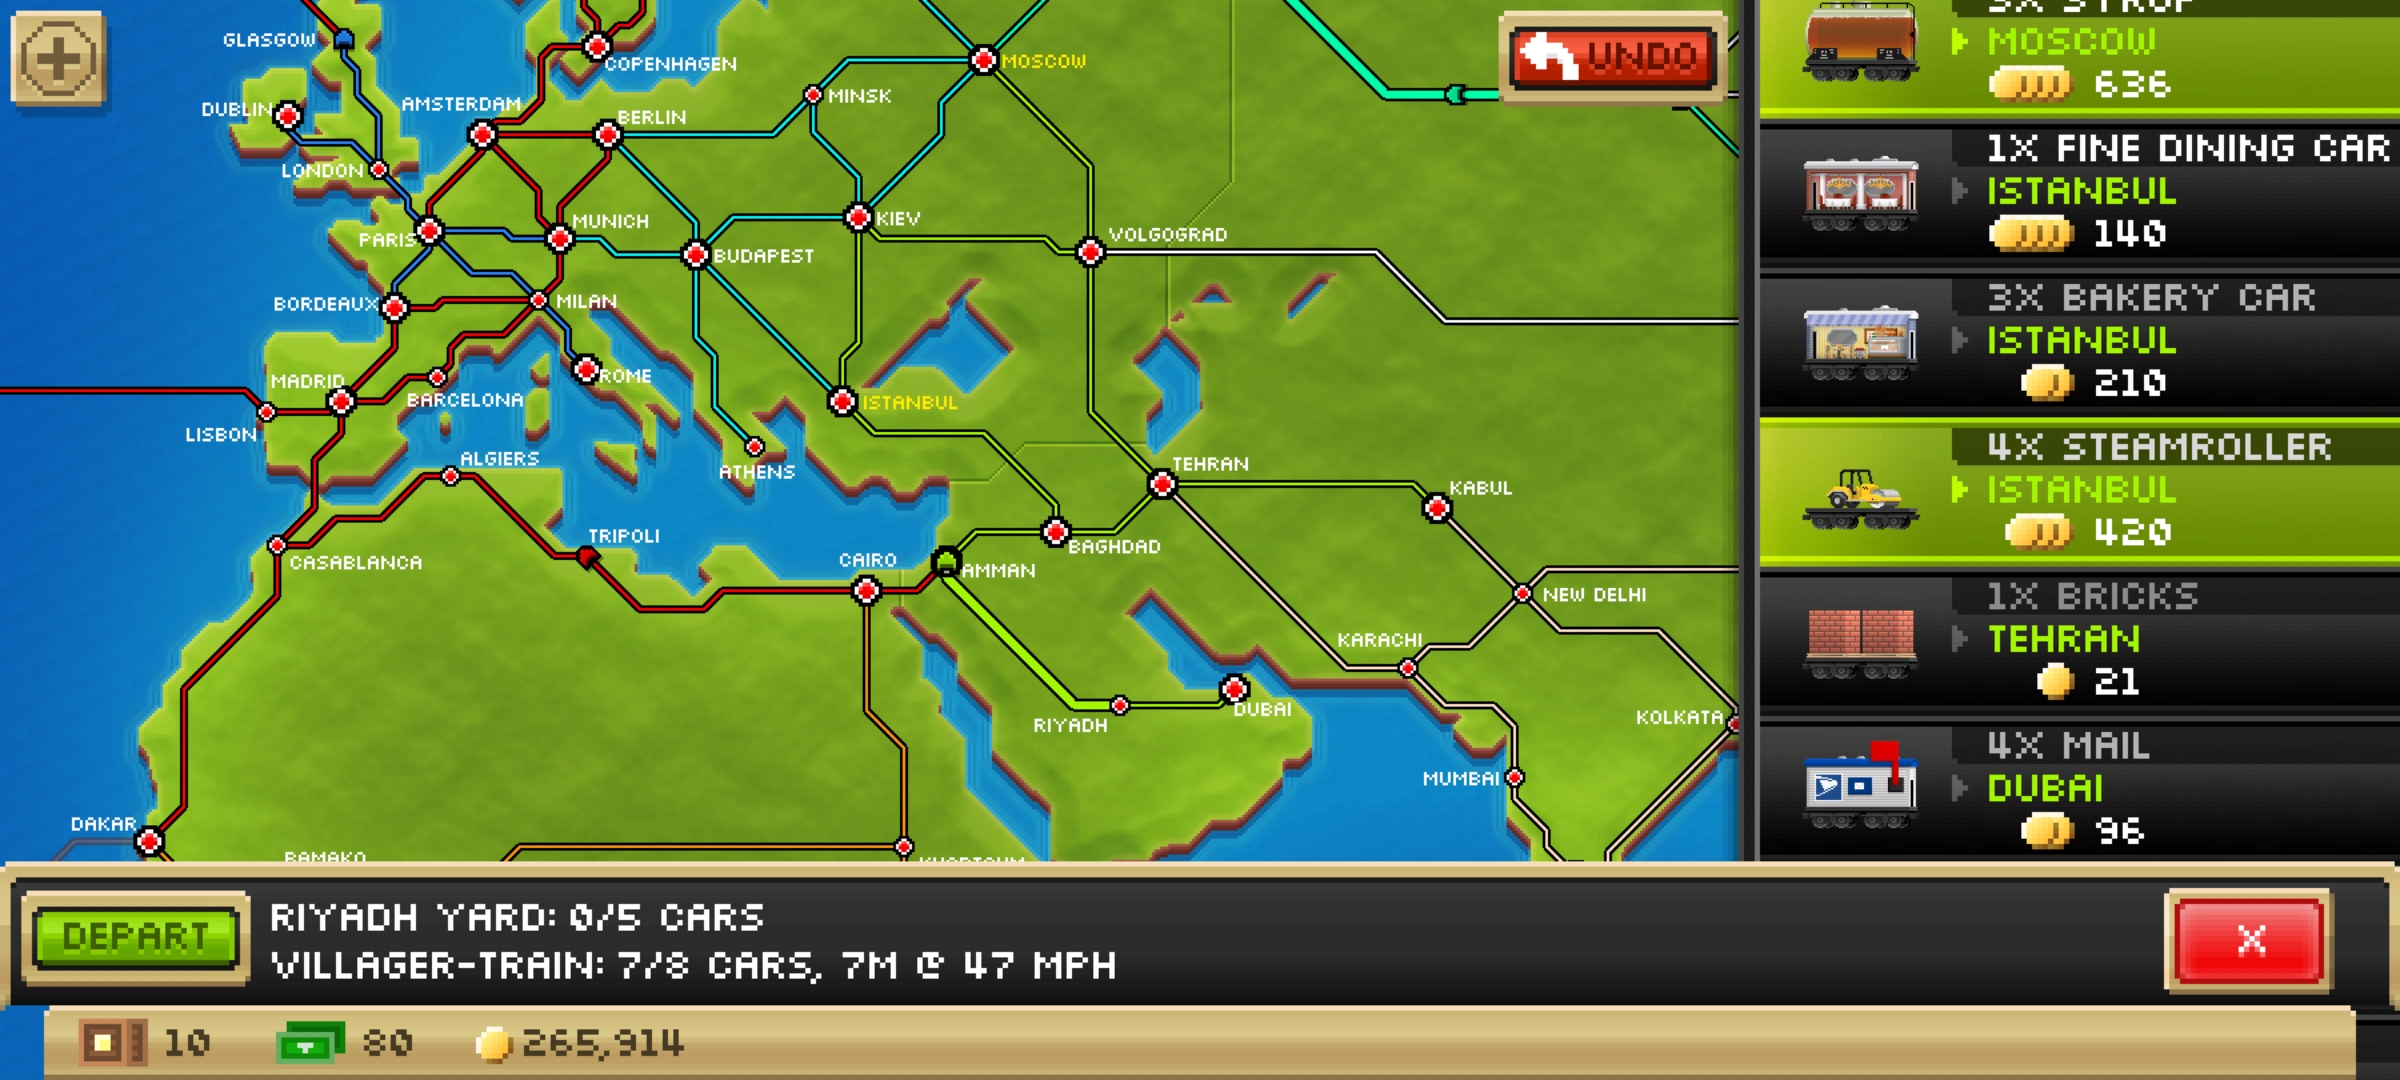 GLASGOW
COPENHAGEN
MOSCOW
UNDO
DUBLIN
AMSTERDAM
BERLIN
MINSK
LONDON
PARIS
MUNICH
KIEV
BUDAPEST
VOLGOGRAD
BORDEAUX
MILAN
MADRID
ROME
BARCELONA
ISTANBUL
LISBON
ALGIERS
ATHENS
TEHRAN
KABUL
CASABLANCA
TRIPOLI
CAIRO
BAGHDAD
AMMAN
NEW DELHI
KARACHI
RIYADH
DUBAI
KOLKATA
MUMBAI
DAKAR
BAMAKO
KHARTOUM
3X SYRUP
MOSCOW
636
1X FINE DINING CAR
ISTANBUL
140
3X BAKERY CAR
ISTANBUL
210
4X STEAMROLLER
ISTANBUL
420
1X BRICKS
TEHRAN
21
4X MAIL
DUBAI
96
DEPART
RIYADH YARD: 0/5 CARS
VILLAGER-TRAIN: 7/8 CARS, 7M @ 47 MPH
X
10
80
265,914